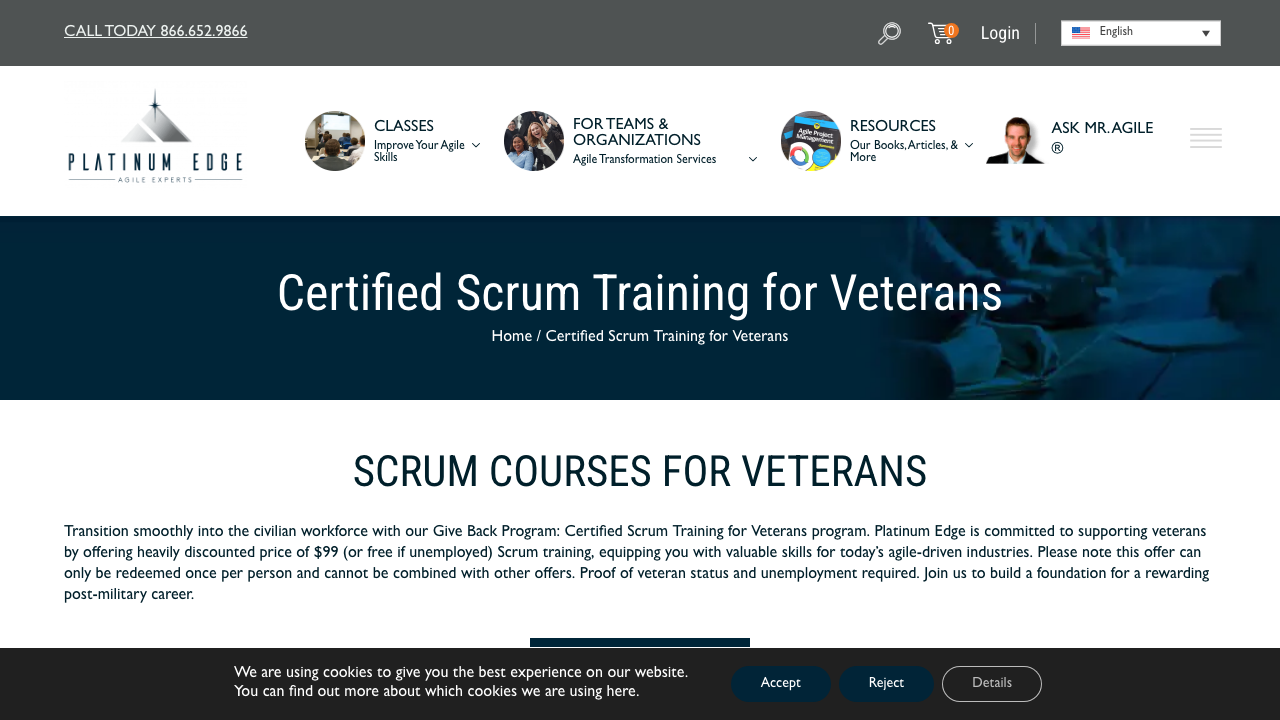 CALL TODAY 866.652.9866
0
Login
English
PLATINUM EDGE
AGILE EXPERTS
CLASSES
Improve Your Agile
Skills
FOR TEAMS &
ORGANIZATIONS
Agile Transformation Services
Agile Project
Management
RESOURCES
Our Books, Articles, &
More
ASK MR. AGILE
®
Certified Scrum Training for Veterans
Home / Certified Scrum Training for Veterans
SCRUM COURSES FOR VETERANS
Transition smoothly into the civilian workforce with our Give Back Program: Certified Scrum Training for Veterans program. Platinum Edge is committed to supporting veterans
by offering heavily discounted price of $99 (or free if unemployed) Scrum training, equipping you with valuable skills for today’s agile-driven industries. Please note this offer can
only be redeemed once per person and cannot be combined with other offers. Proof of veteran status and unemployment required. Join us to build a foundation for a rewarding
post-military career.
We are using cookies to give you the best experience on our website.
You can find out more about which cookies we are using here.
Accept
Reject
Details